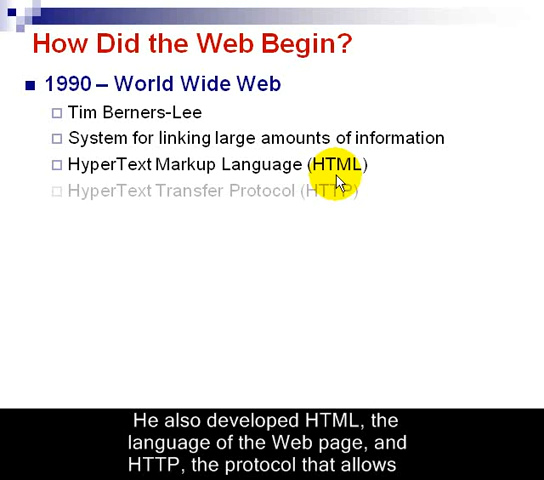 How Did the Web Begin?
1990 – World Wide Web
Tim Berners-Lee
System for linking large amounts of information
HyperText Markup Language (HTML)
HyperText Transfer Protocol (HTTP)
He also developed HTML, the
language of the Web page, and
HTTP, the protocol that allows